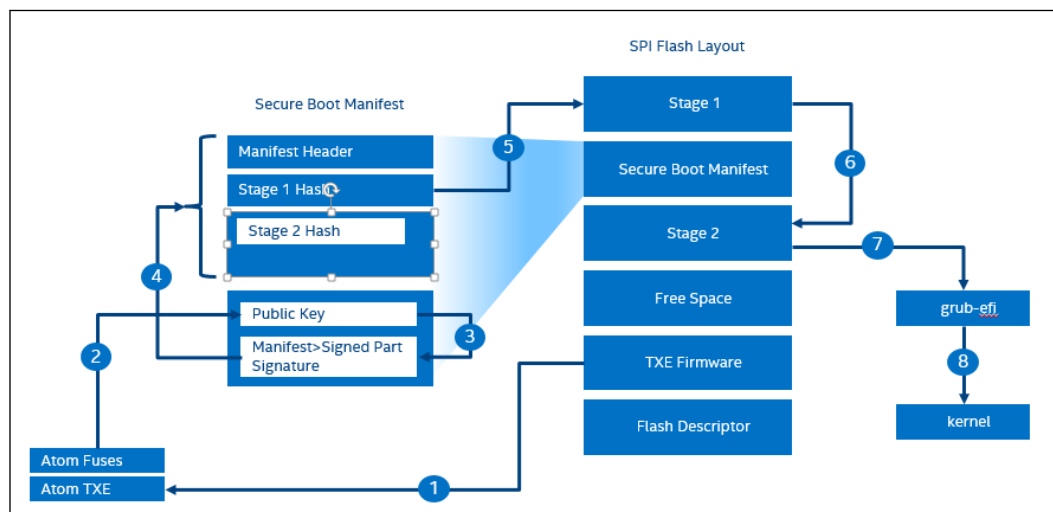 SPI Flash Layout
Secure Boot Manifest
Manifest Header
Stage 1 Hash
Stage 2 Hash
Public Key
Manifest>Signed Part
Signature
Atom Fuses
Atom TXE
Stage 1
Secure Boot Manifest
Stage 2
Free Space
TXE Firmware
Flash Descriptor
grub-efi
kernel
1
2
3
4
5
6
7
8